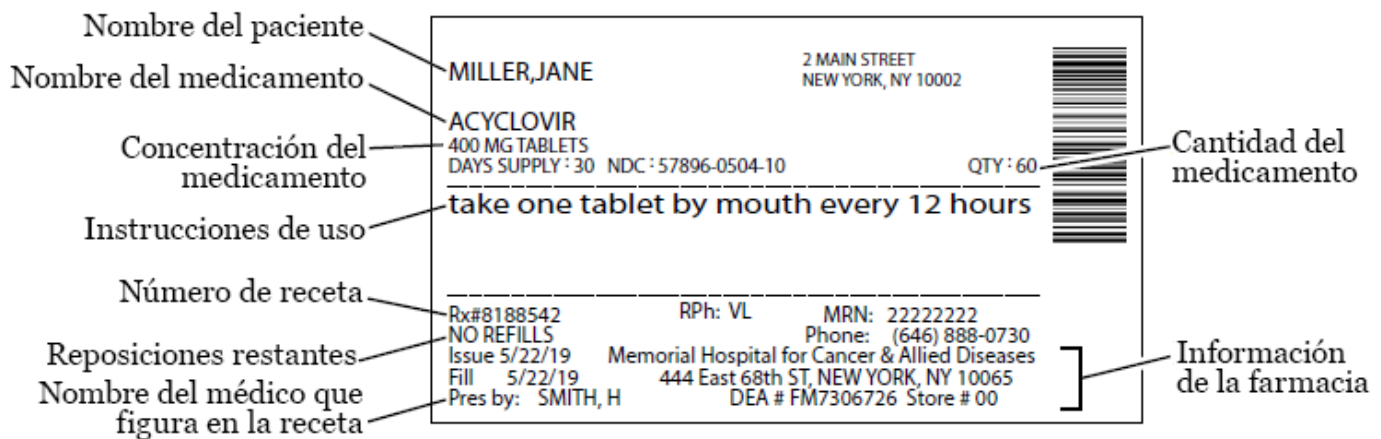 Nombre del paciente
Nombre del medicamento
Concentración del
medicamento
Instrucciones de uso
Número de receta
Reposiciones restantes
Nombre del médico que
figura en la receta
MILLER,JANE
2 MAIN STREET
NEW YORK, NY 10002
ACYCLOVIR
400 MG TABLETS
DAYS SUPPLY : 30 NDC : 57896-0504-10 QTY : 60
take one tablet by mouth every 12 hours
Rx#8188542 RPh: VL MRN: 22222222
NO REFILLS Phone: (646) 888-0730
Issue 5/22/19 Memorial Hospital for Cancer & Allied Diseases
Fill 5/22/19 444 East 68th ST, NEW YORK, NY 10065
Pres by: SMITH, H DEA # FM7306726 Store # 00
Cantidad del
medicamento
Información
de la farmacia